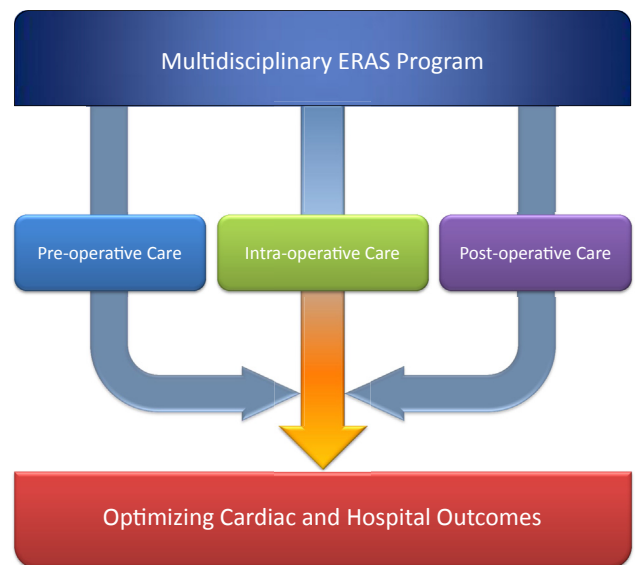 Multidisciplinary ERAS Program
Pre-operative Care
Intra-operative Care
Post-operative Care
Optimizing Cardiac and Hospital Outcomes